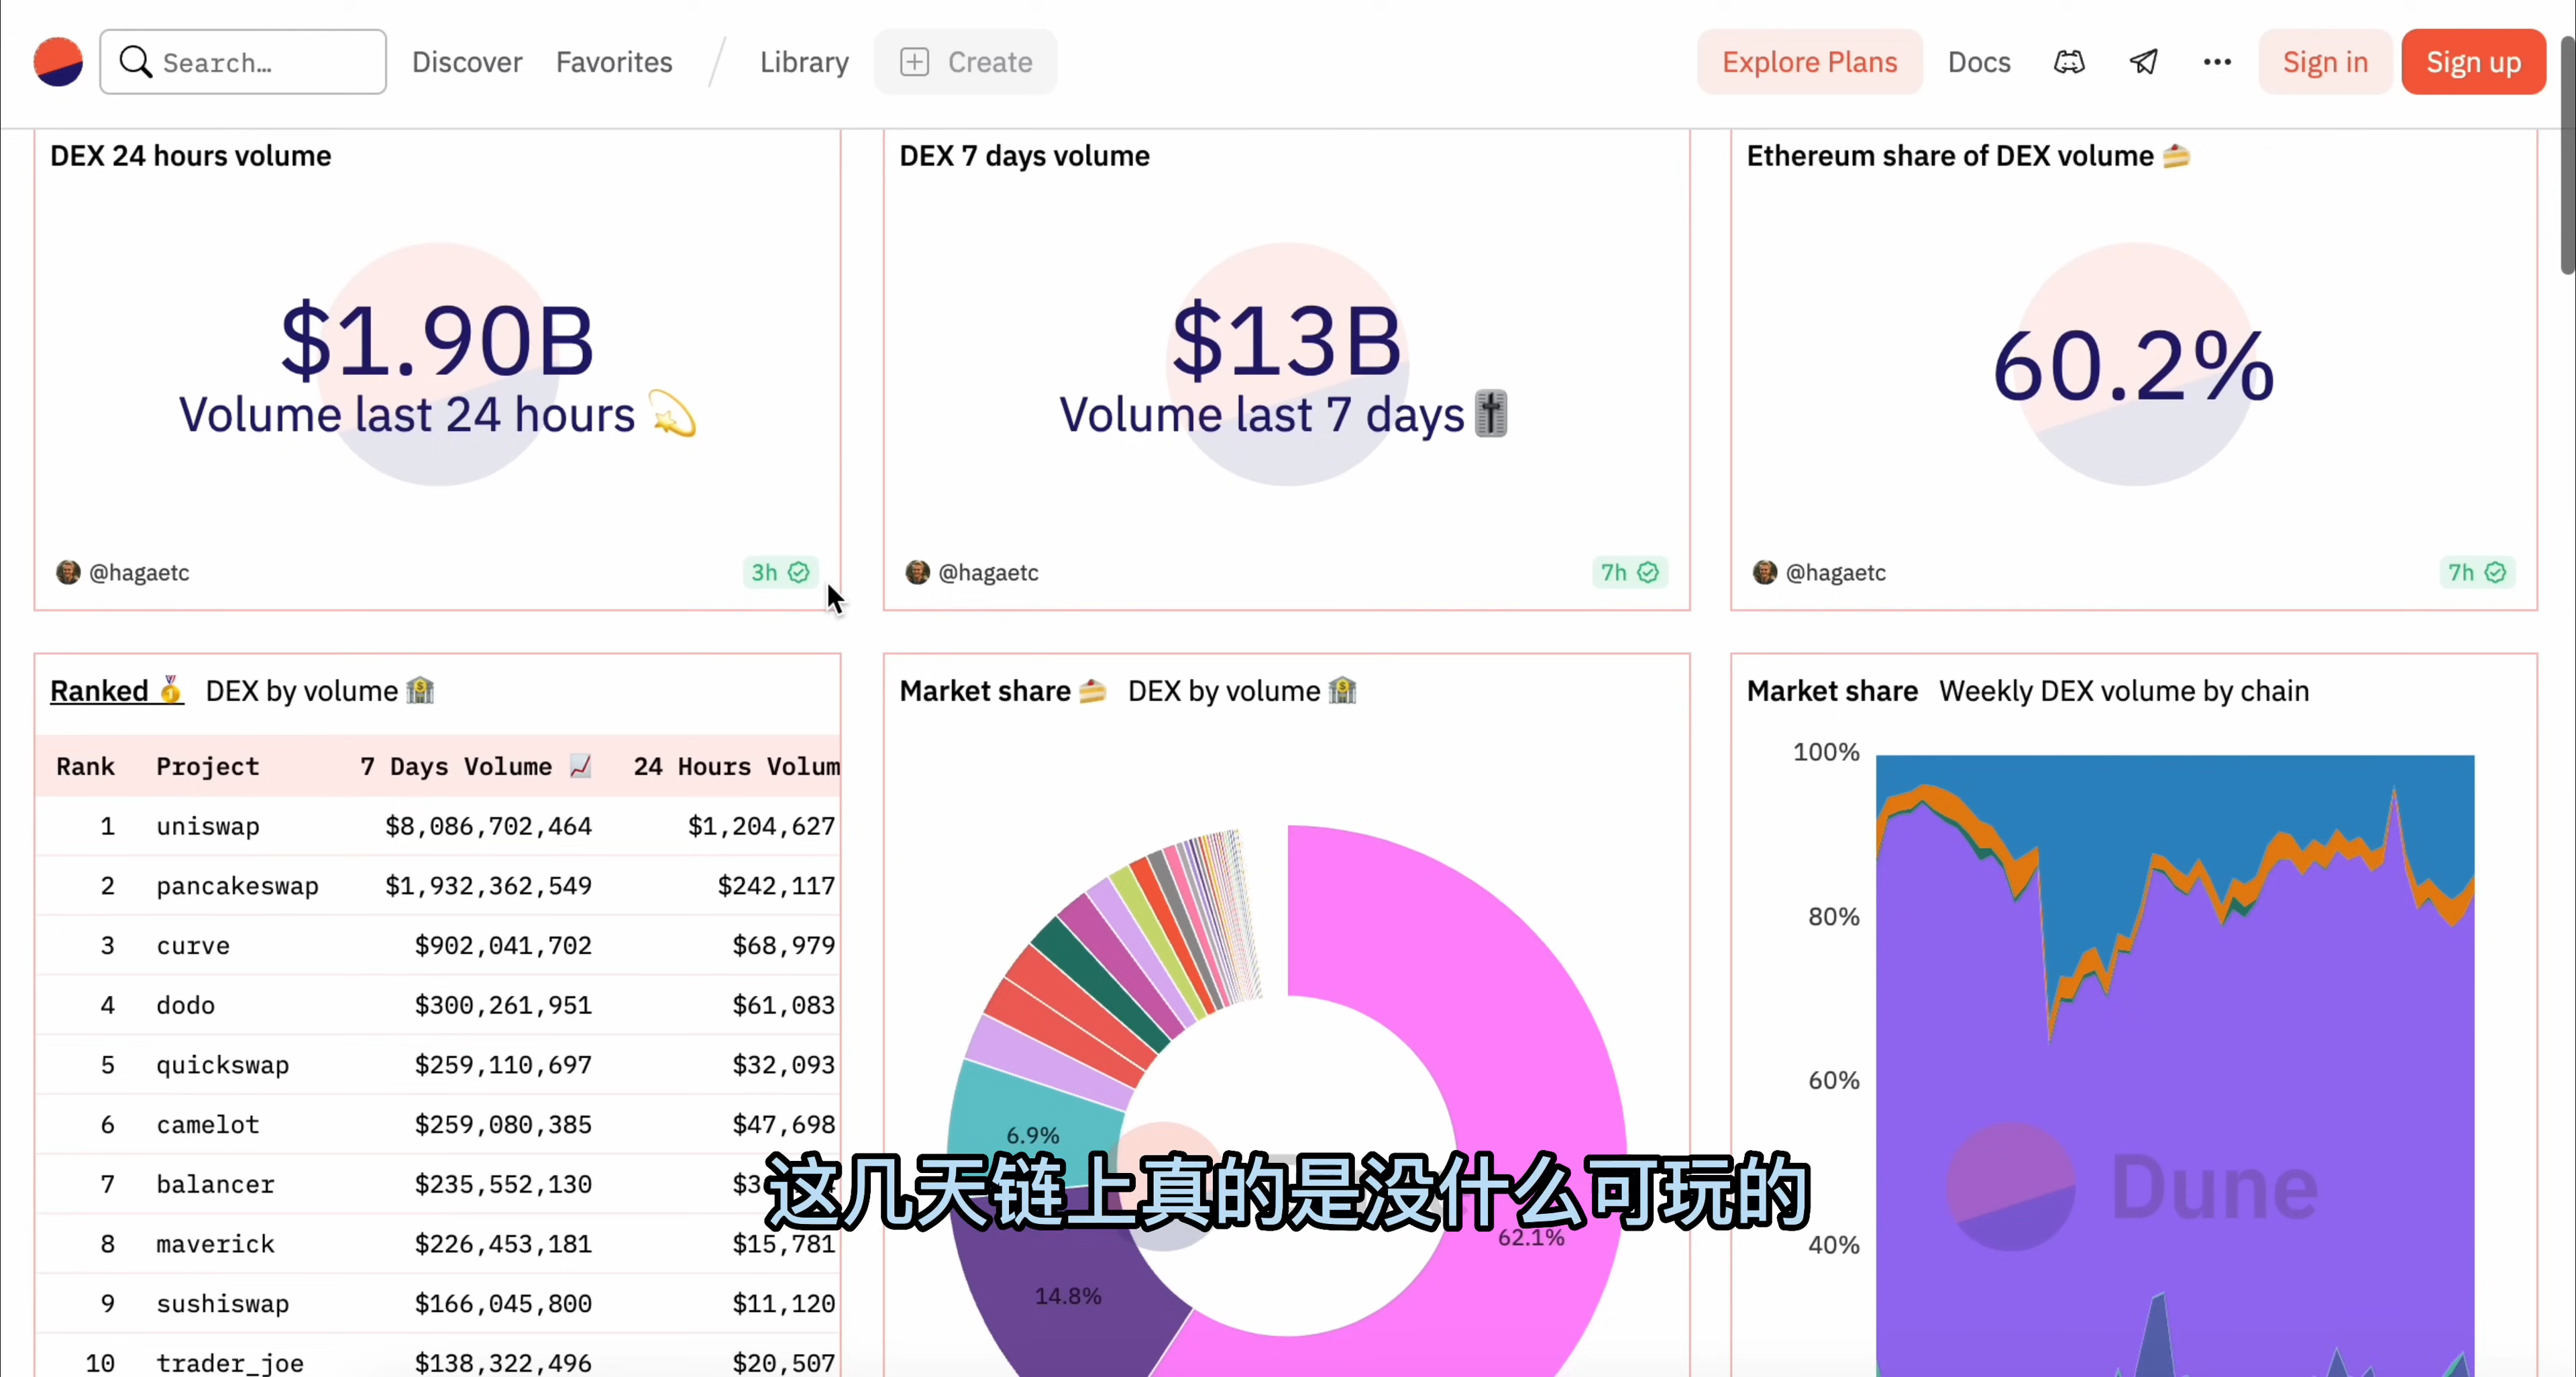 Search…
Discover
Favorites
Library
Create
Explore Plans
Docs
Sign in
Sign up
DEX 24 hours volume
$1.90B
Volume last 24 hours
@hagaetc
3h
DEX 7 days volume
$13B
Volume last 7 days
@hagaetc
7h
Ethereum share of DEX volume
60.2%
@hagaetc
7h
Ranked DEX by volume
Rank Project 7 Days Volume 24 Hours Volum
1 uniswap $8,086,702,464 $1,204,627
2 pancakeswap $1,932,362,549 $242,117
3 curve $902,041,702 $68,979
4 dodo $300,261,951 $61,083
5 quickswap $259,110,697 $32,093
6 camelot $259,080,385 $47,698
7 balancer $235,552,130
8 maverick $226,453,181 $15,781
9 sushiswap $166,045,800 $11,120
10 trader_joe $138,322,496 $20,507
Market share DEX by volume
6.9%
14.8%
62.1%
Market share Weekly DEX volume by chain
100%
80%
60%
40%
Dune
这几天链上真的是没什么可玩的